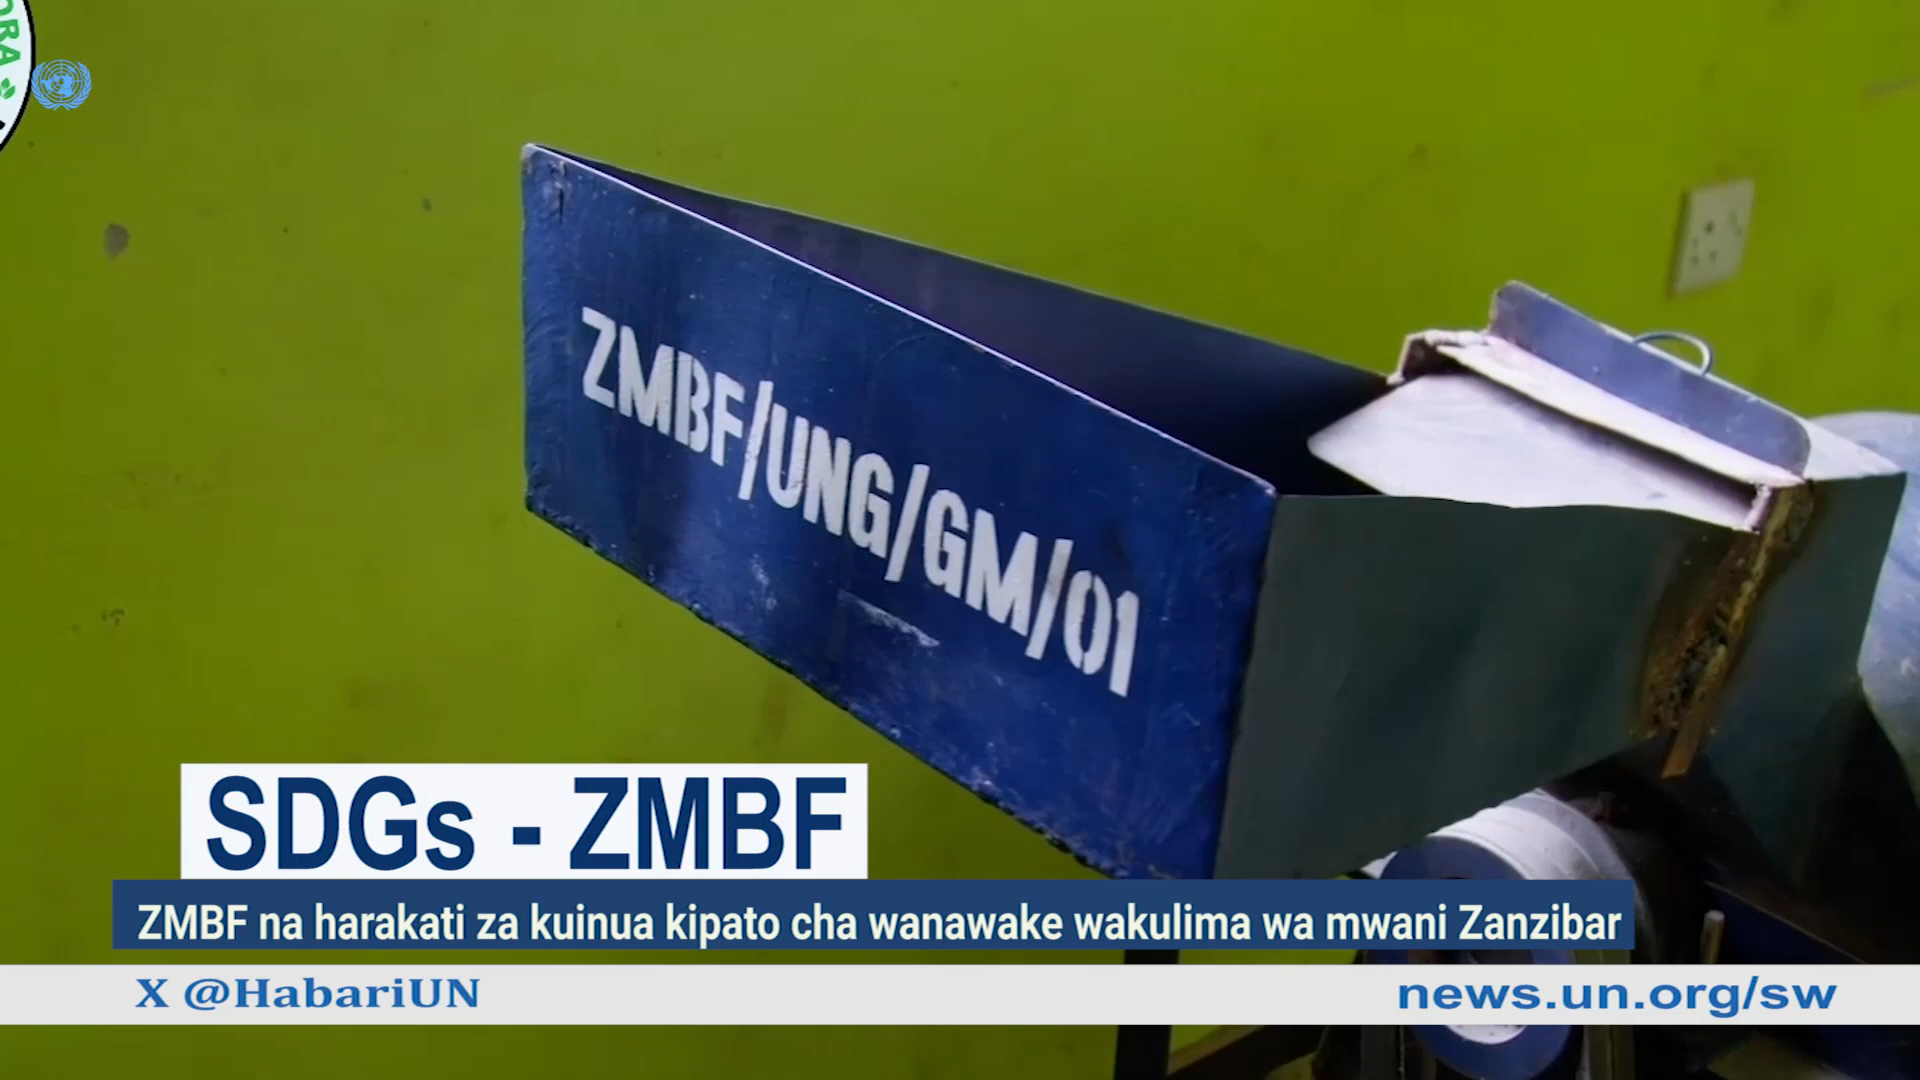 ORA
ZMBF/UNG/GM/01
SDGs - ZMBF
ZMBF na harakati za kuinua kipato cha wanawake wakulima wa mwani Zanzibar
X @HabariUN
news.un.org/sw